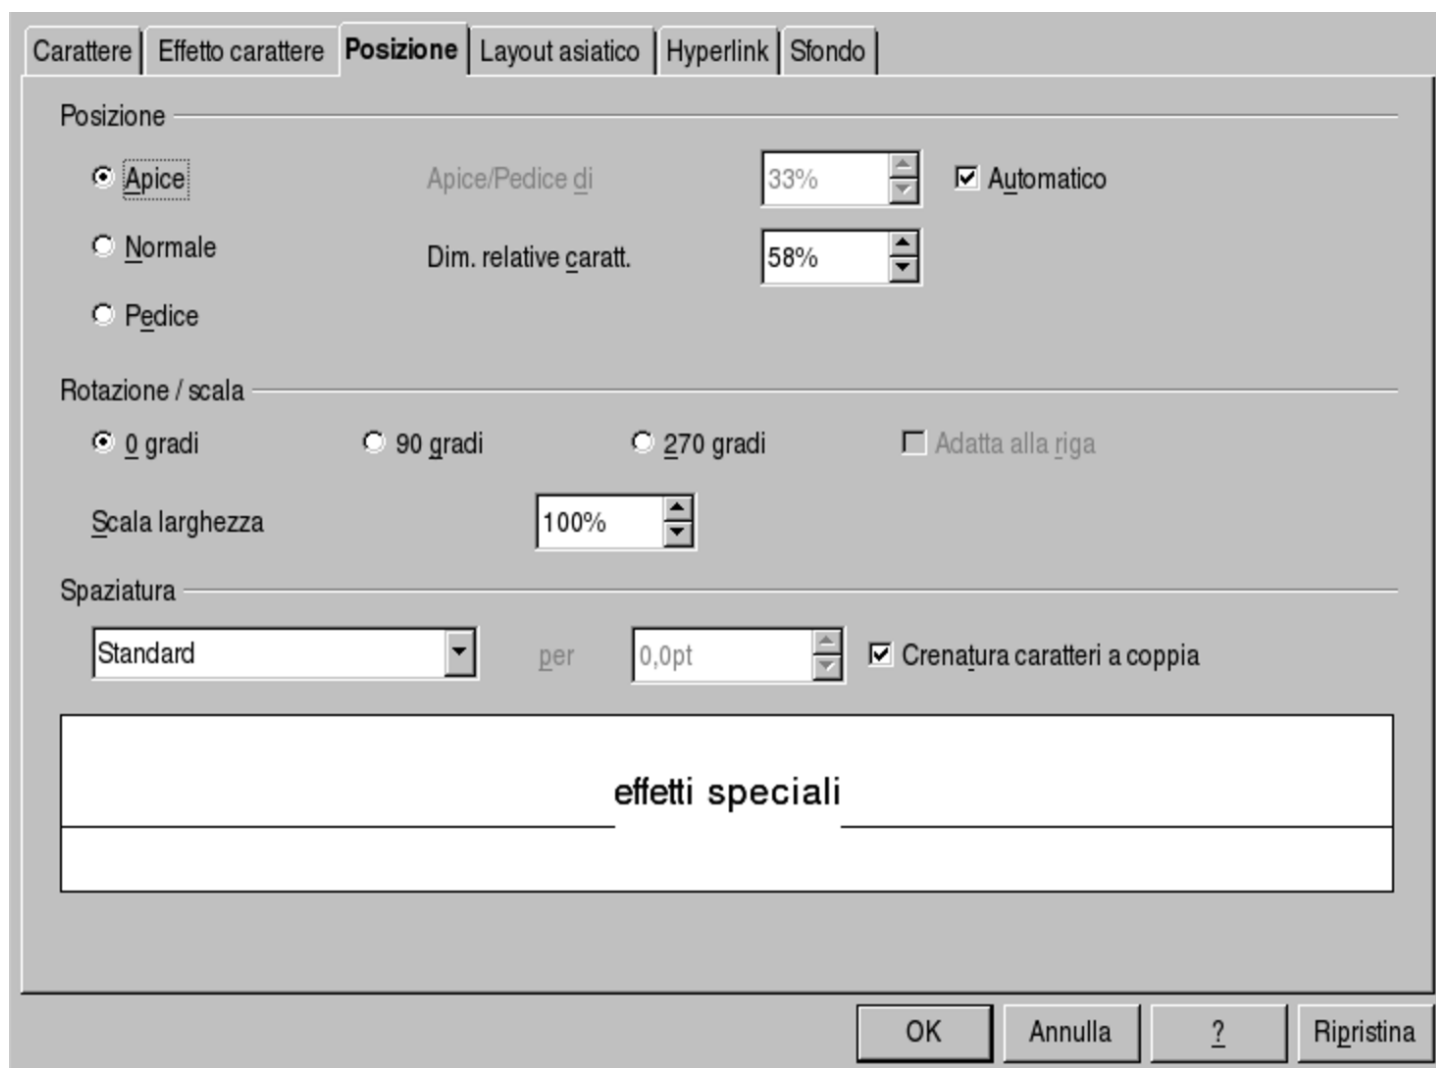 Carattere Effetto carattere Posizione Layout asiatico Hyperlink Sfondo
Posizione
Apice Apice/Pedice di 33% Automatico
Normale Dim. relative caratt. 58%
Pedice
Rotazione / scala
0 gradi 90 gradi 270 gradi Adatta alla riga
Scala larghezza 100%
Spaziatura
Standard per 0,0pt Crenatura caratteri a coppia
effetti speciali
OK Annulla ? Ripristina